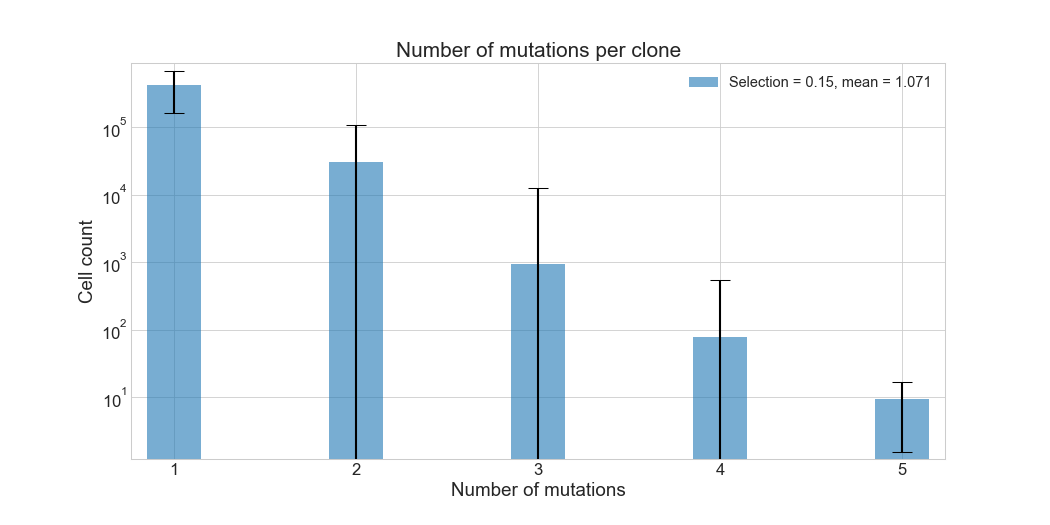 Number of mutations per clone
Selection = 0.15, mean = 1.071
10^5
10^4
10^3
10^2
10^1
Cell count
1 2 3 4 5
Number of mutations